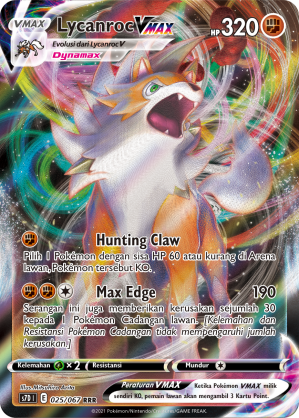 VMAX
Lycanroc VMAX
HP 320
Evolusi dari Lycanroc V
Dynamax
Hunting Claw
Pilih 1 Pokémon dengan sisa HP 60 atau kurang di Arena
lawan, Pokémon tersebut KO.
Max Edge 190
Serangan ini juga memberikan kerusakan sejumlah 30
kepada 1 Pokémon Cadangan lawan. [Kelemahan dan
Resistansi Pokémon Cadangan tidak mempengaruhi jumlah
kerusakan.]
Kelemahan × 2 Resistansi Mundur
Peraturan VMAX
Ketika Pokémon VMAX milik
sendiri KO, pemain lawan akan mengambil 3 Kartu Point.
s7D I E 025/067 RRR
©2021 Pokémon/Nintendo/Creatures/GAME FREAK.